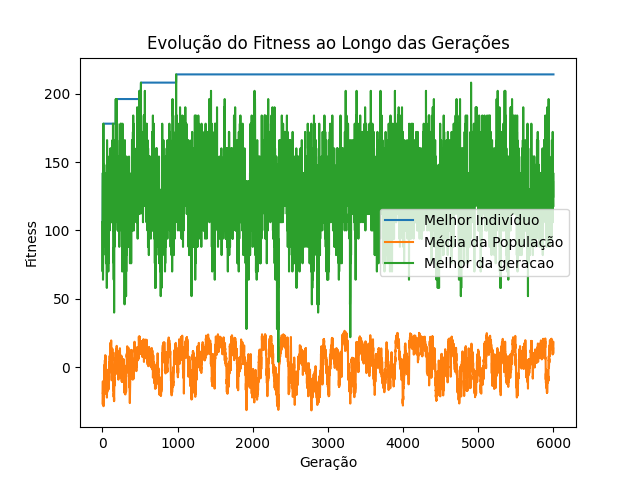 Evolução do Fitness ao Longo das Gerações
Fitness
200
150
100
50
0
Melhor Indivíduo
Média da População
Melhor da geracao
0 1000 2000 3000 4000 5000 6000
Geração